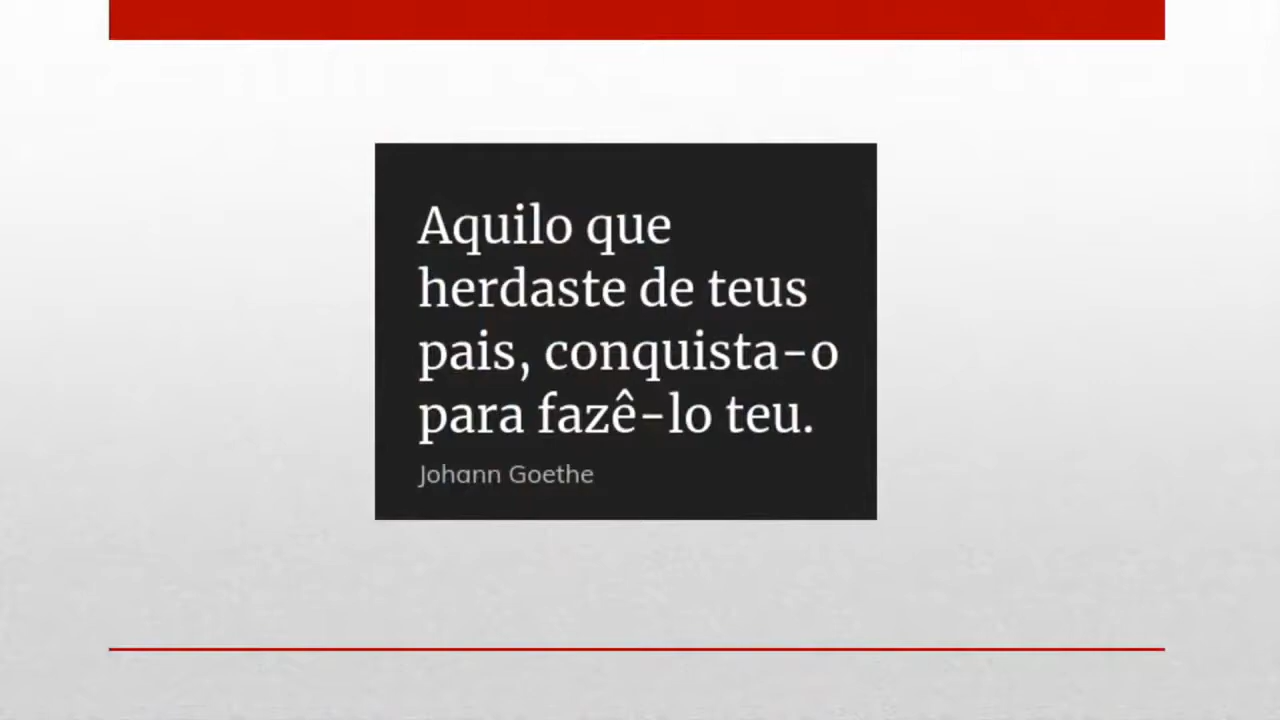 Aquilo que
herdaste de teus
pais, conquista-o
para fazê-lo teu.
Johann Goethe